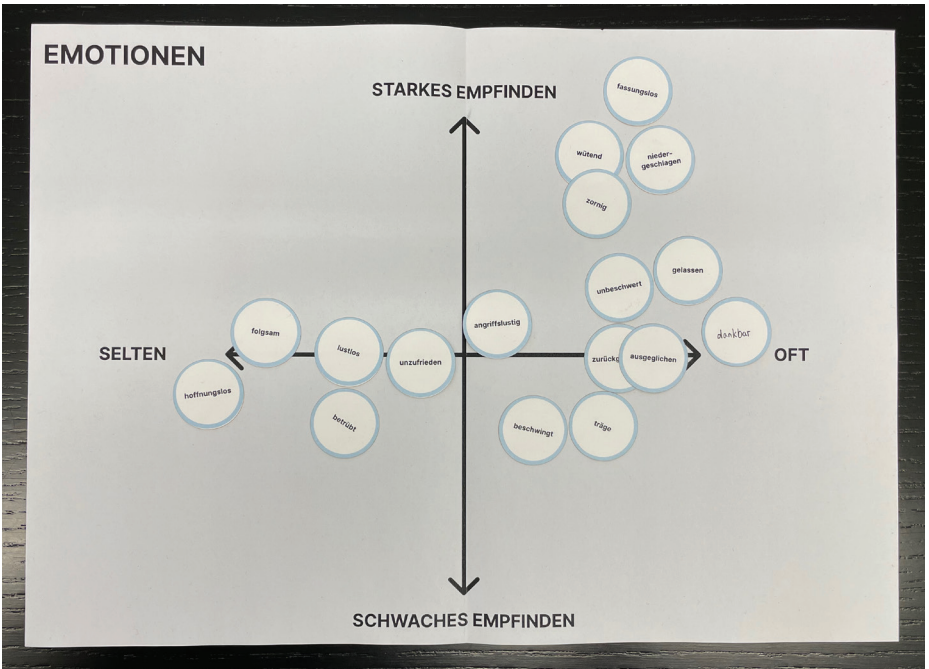 EMOTIONEN
STARKES EMPFINDEN
fassungslos
wütend
nieder-
geschlagen
zornig
gelassen
unbeschwert
angriffslustig
folgsam
dankbar
lustlos
unzufrieden
ausgeglichen
SELTEN
OFT
hoffnungslos
betrübt
beschwingt
träge
SCHWACHES EMPFINDEN